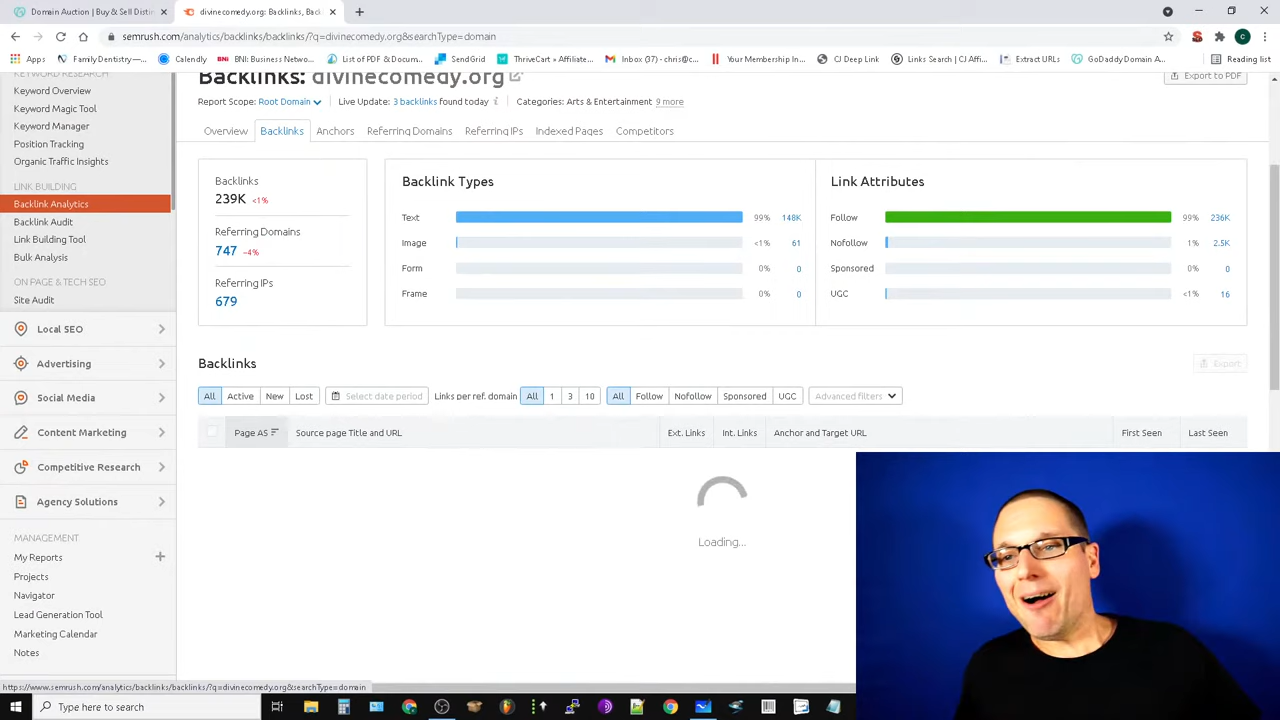 Domain Auction | Buy & Sell Distin
divinecomedy.org: Backlinks, Back
semrush.com/analytics/backlinks/backlinks/?q=divinecomedy.org&searchType=domain
Apps
Family Dentistry—...
Calendly
BNI: Business Netw...
List of PDF & Docum...
SendGrid
ThriveCart » Affiliate...
Inbox (37) - chris@c...
Your Membership In...
CJ Deep Link
Links Search | CJ Affil...
Extract URLs
GoDaddy Domain A...
Reading list
KEYWORD RESEARCH
Keyword Overview
Keyword Magic Tool
Keyword Manager
Position Tracking
Organic Traffic Insights
LINK BUILDING
Backlink Analytics
Backlink Audit
Link Building Tool
Bulk Analysis
ON PAGE & TECH SEO
Site Audit
Local SEO
Advertising
Social Media
Content Marketing
Competitive Research
Agency Solutions
MANAGEMENT
My Reports
Projects
Navigator
Lead Generation Tool
Marketing Calendar
Notes
Backlinks: divinecomedy.org
Export to PDF
Report Scope: Root Domain Live Update: 3 backlinks found today Categories: Arts & Entertainment 9 more
Overview Backlinks Anchors Referring Domains Referring IPs Indexed Pages Competitors
Backlinks
239K <1%
Referring Domains
747 -4%
Referring IPs
679
Backlink Types
Text 99% 148K
Image <1% 61
Form 0% 0
Frame 0% 0
Link Attributes
Follow 99% 236K
Nofollow 1% 2.5K
Sponsored 0% 0
UGC <1% 16
Backlinks
Export
All Active New Lost Select date period Links per ref. domain All 1 3 10 All Follow Nofollow Sponsored UGC Advanced filters
Page AS Source page Title and URL Ext. Links Int. Links Anchor and Target URL First Seen Last Seen
Loading...
https://www.semrush.com/analytics/backlinks/backlinks/?q=divinecomedy.org&searchType=domain
Type here to search